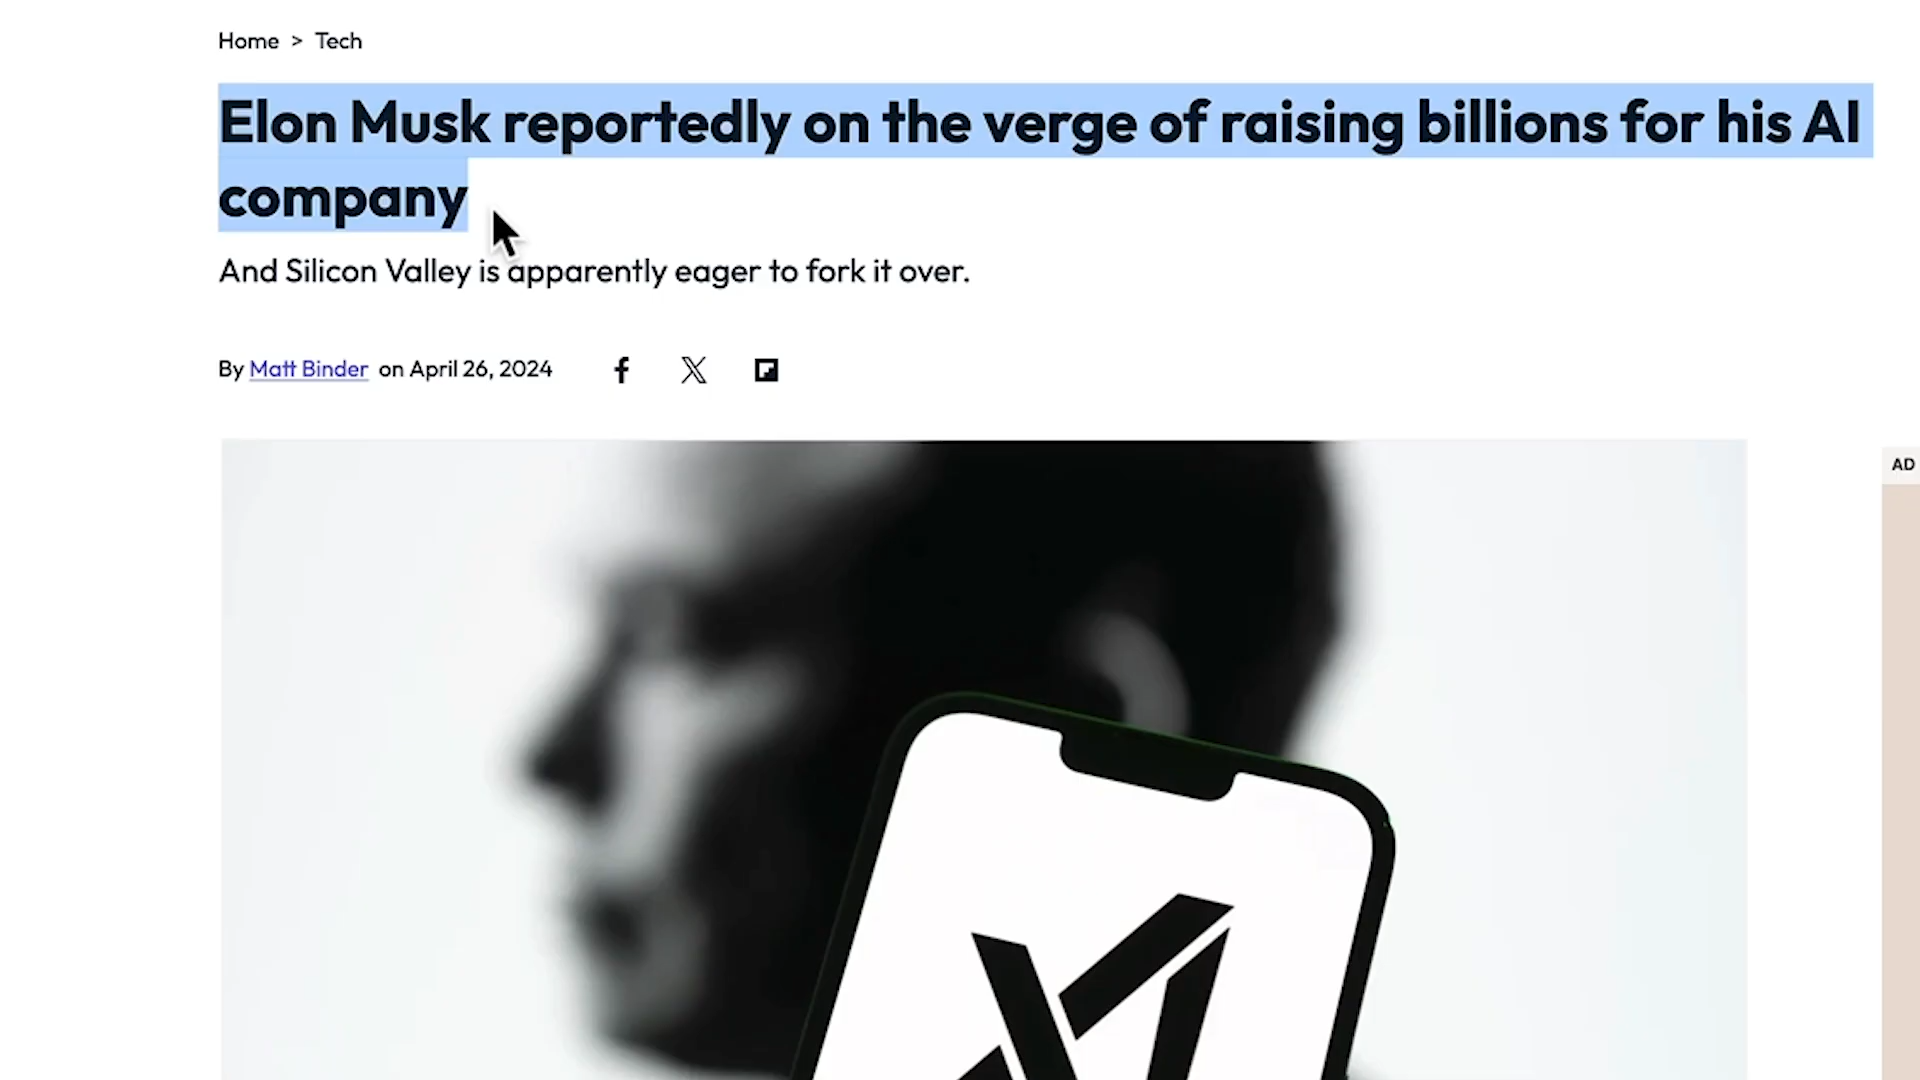 Home > Tech
Elon Musk reportedly on the verge of raising billions for his AI
company
And Silicon Valley is apparently eager to fork it over.
By Matt Binder on April 26, 2024
AD